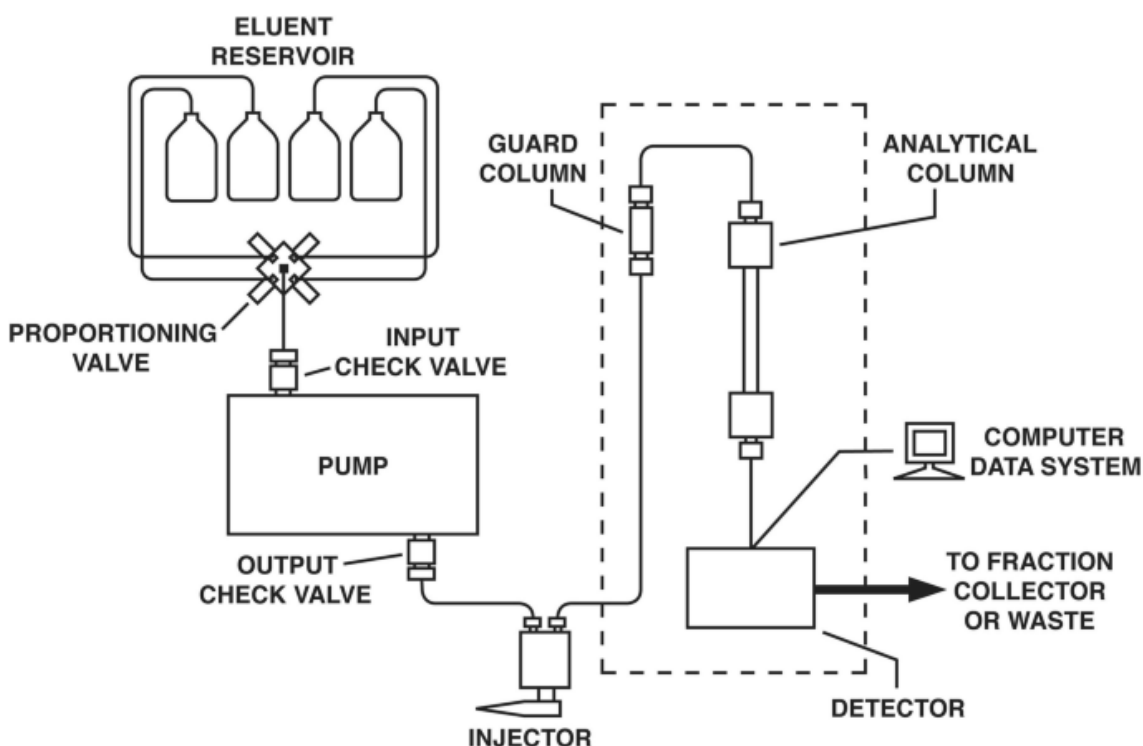 ELUENT
RESERVOIR
GUARD
COLUMN
ANALYTICAL
COLUMN
PROPORTIONING
VALVE
INPUT
CHECK VALVE
PUMP
COMPUTER
DATA SYSTEM
OUTPUT
CHECK VALVE
TO FRACTION
COLLECTOR
OR WASTE
DETECTOR
INJECTOR